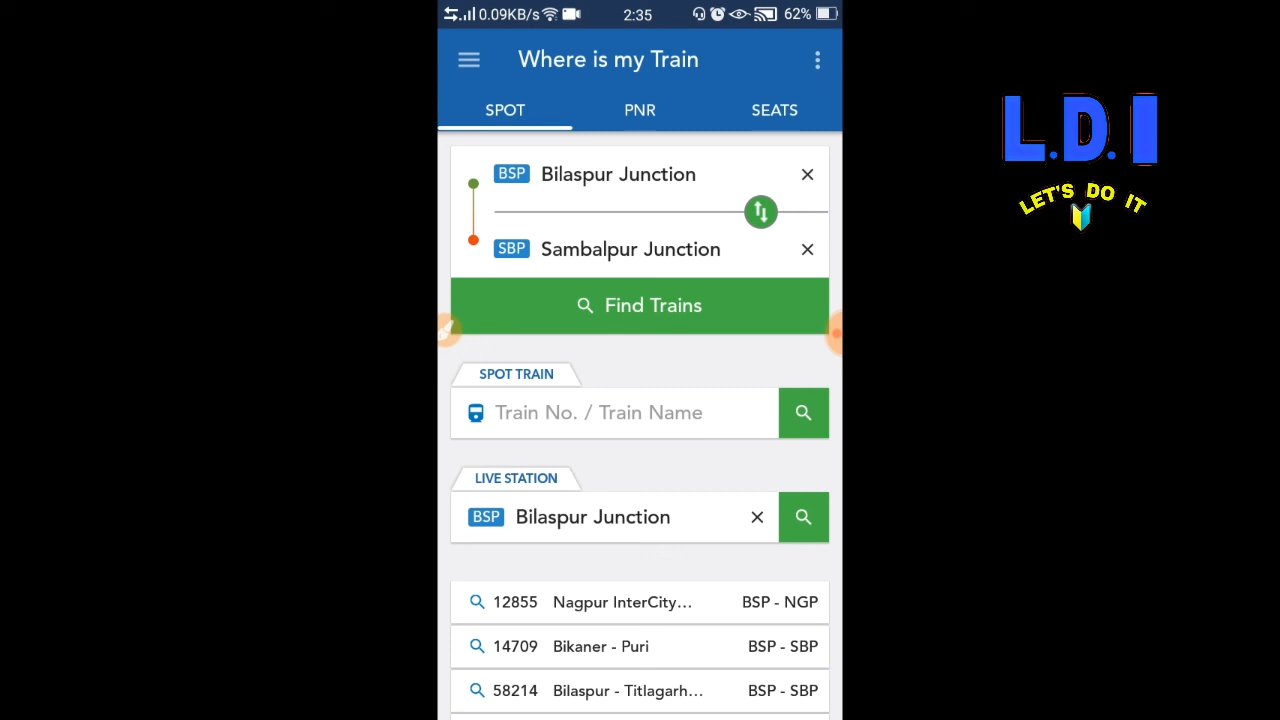 0.09KB/s 2:35 62%
Where is my Train
SPOT PNR SEATS
BSP Bilaspur Junction
SBP Sambalpur Junction
Find Trains
SPOT TRAIN
Train No. / Train Name
LIVE STATION
BSP Bilaspur Junction
12855 Nagpur InterCity... BSP - NGP
14709 Bikaner - Puri BSP - SBP
58214 Bilaspur - Titlagarh... BSP - SBP
L.D.I
LET'S DO IT